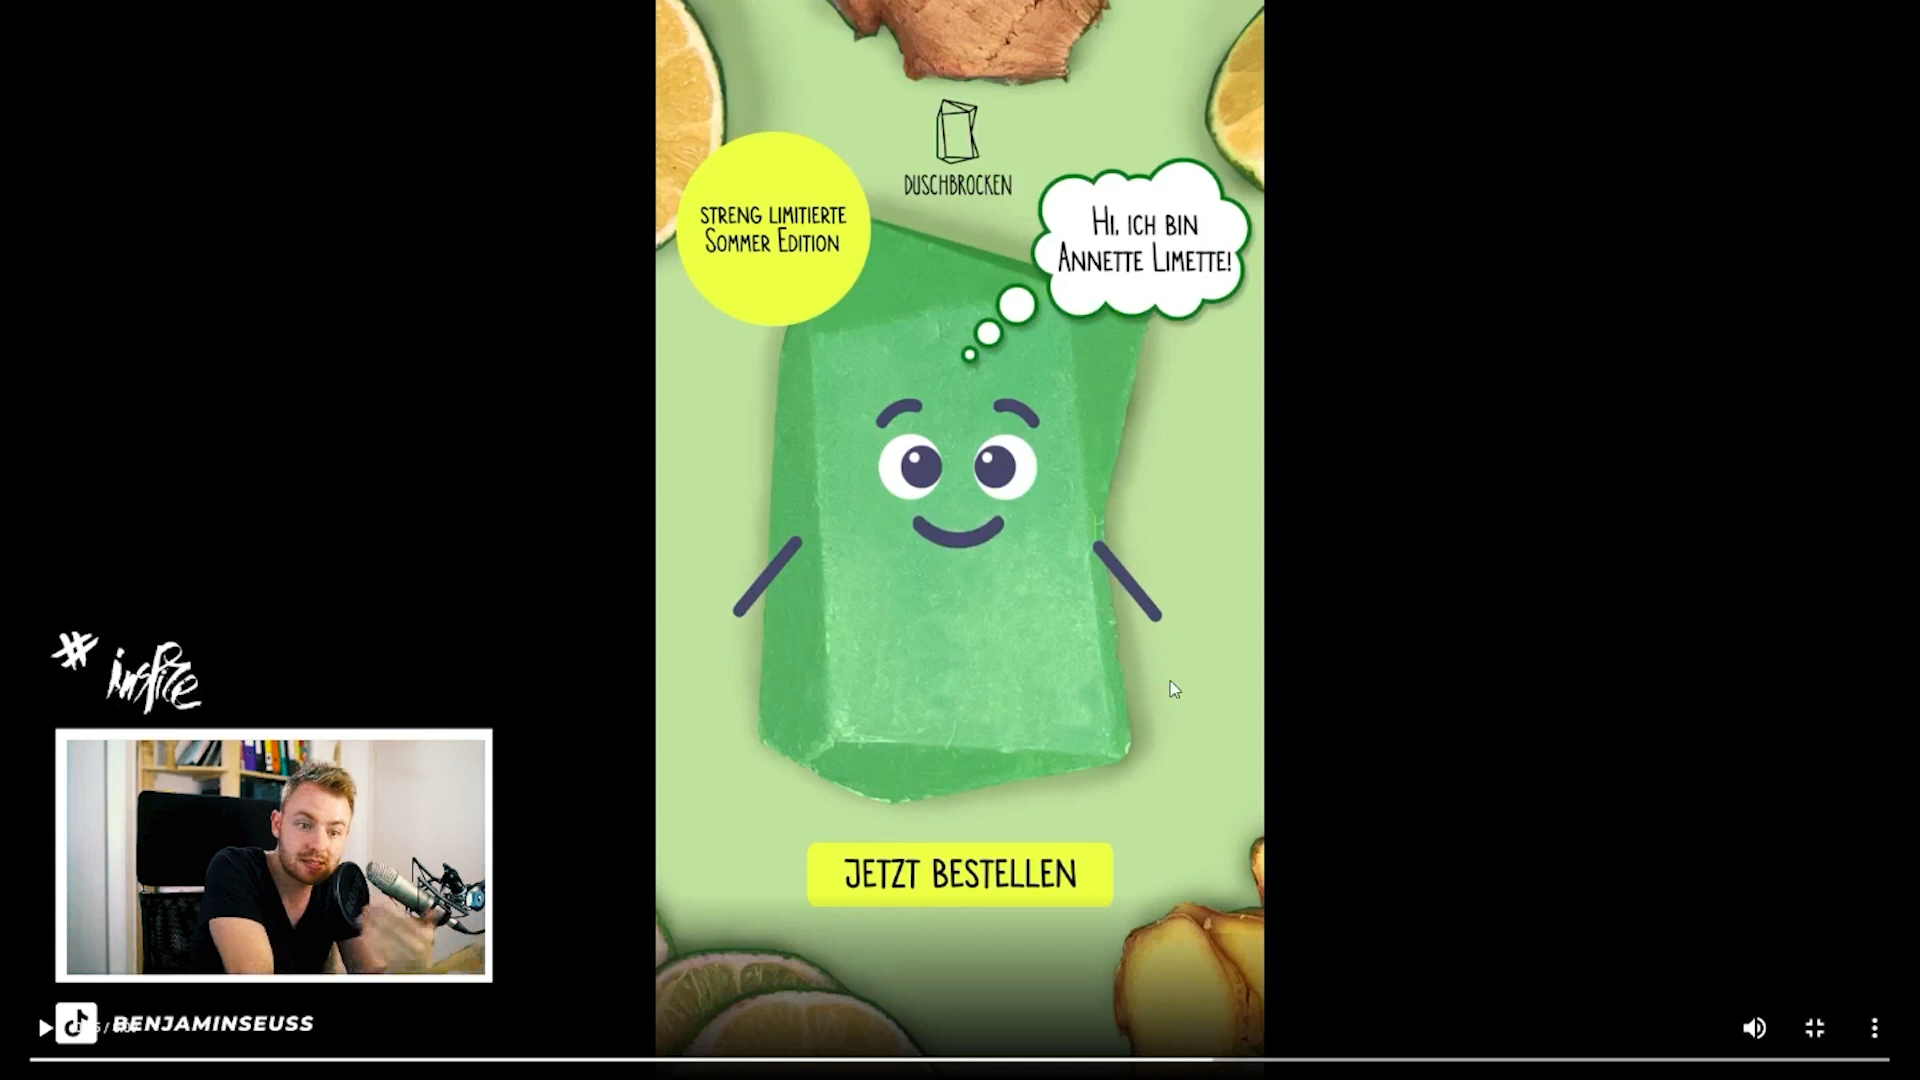 DUSCHBROCKEN
STRENG LIMITIERTE
SOMMER EDITION
HI, ICH BIN
ANNETTE LIMETTE!
JETZT BESTELLEN
# inspire
BENJAMINSEUSS